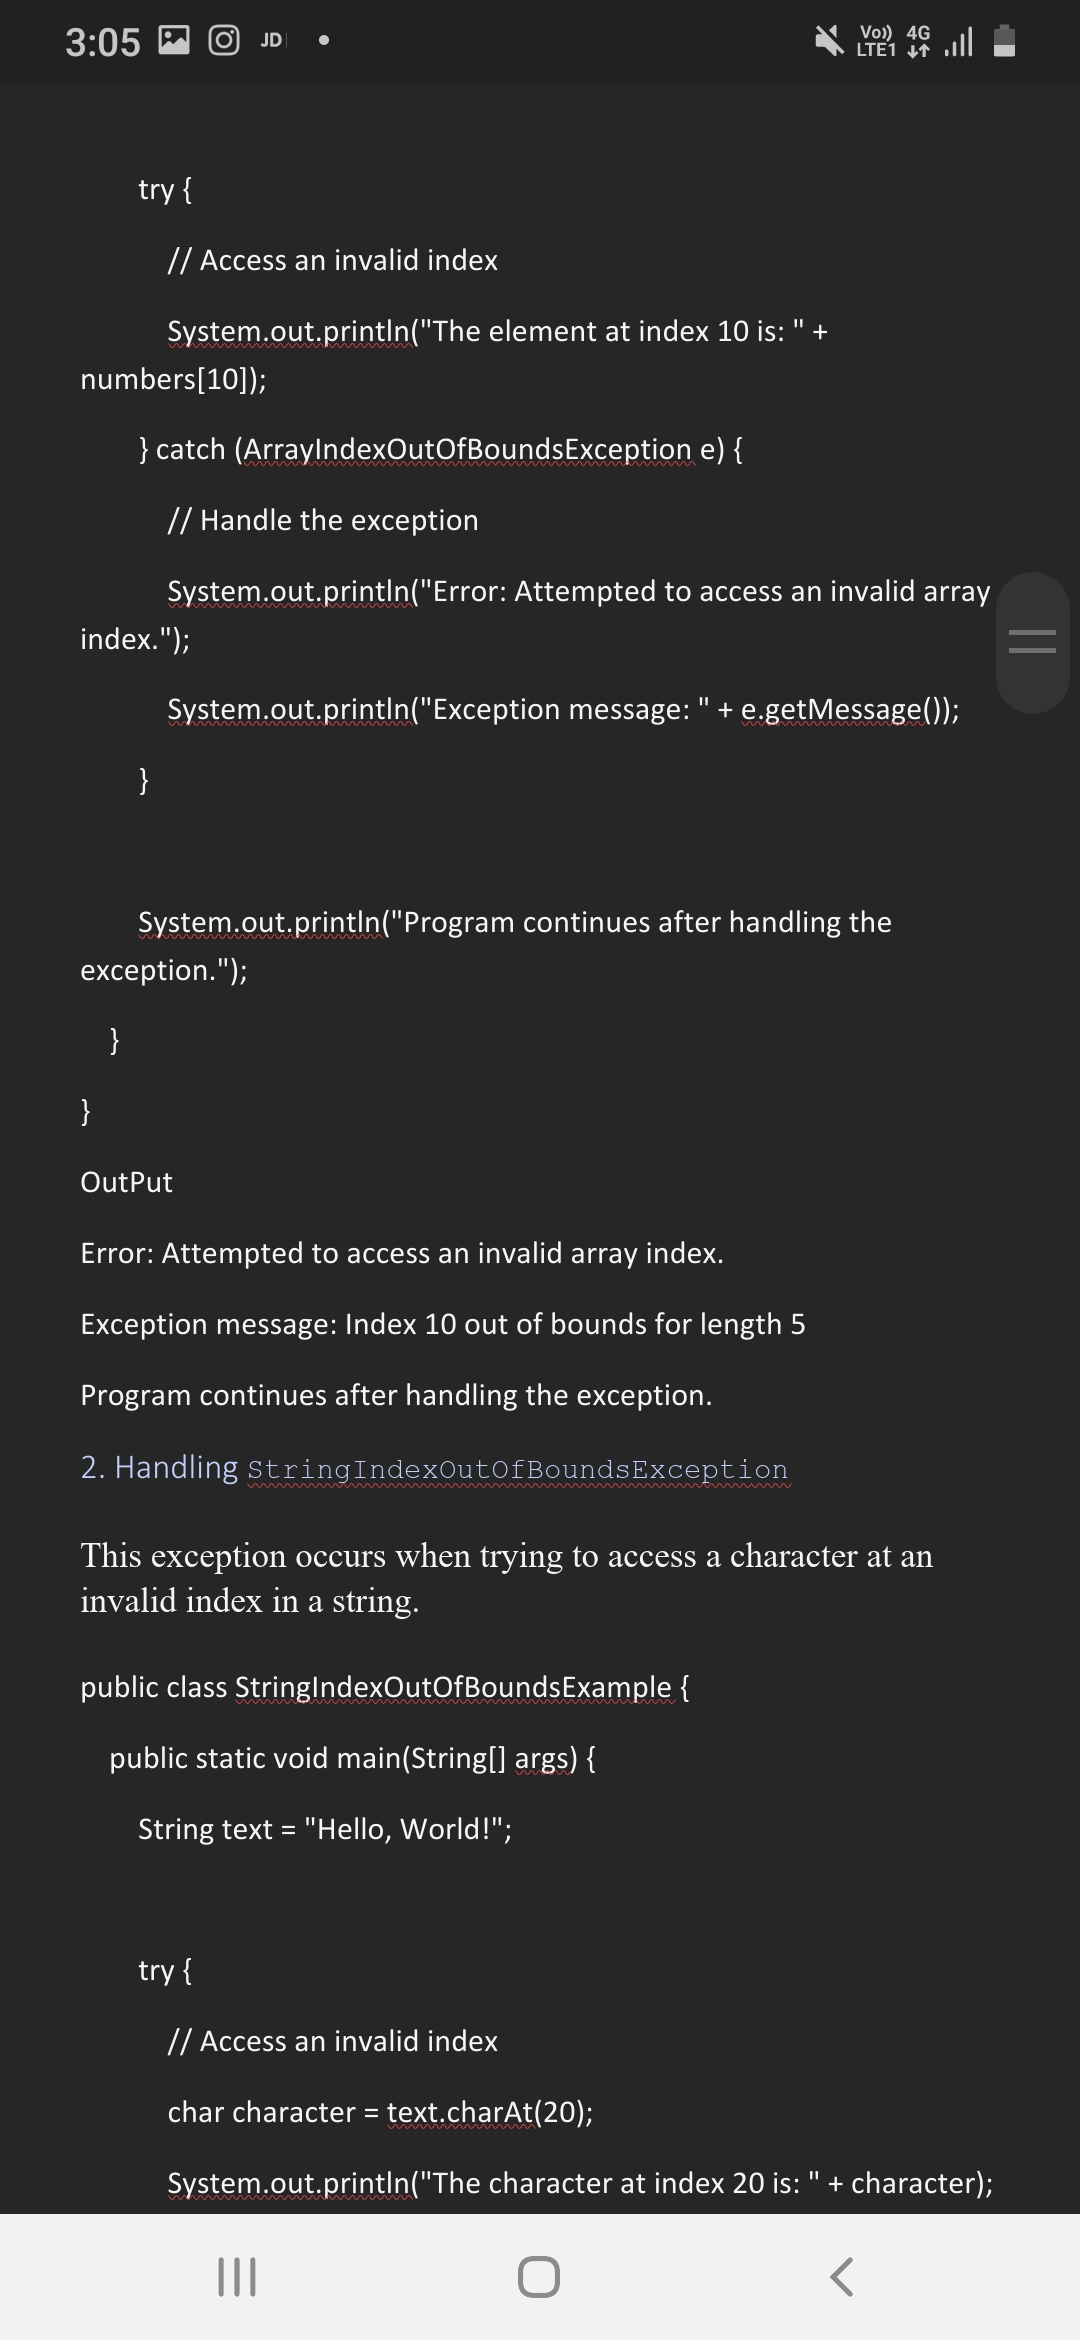 3:05 JD
Vo)) 4G
LTE1
try {
// Access an invalid index
System.out.println("The element at index 10 is: " +
numbers[10]);
} catch (ArrayIndexOutOfBoundsException e) {
// Handle the exception
System.out.println("Error: Attempted to access an invalid array
index.");
System.out.println("Exception message: " + e.getMessage());
}
System.out.println("Program continues after handling the
exception.");
}
}
OutPut
Error: Attempted to access an invalid array index.
Exception message: Index 10 out of bounds for length 5
Program continues after handling the exception.
2. Handling StringIndexOutOfBoundsException
This exception occurs when trying to access a character at an
invalid index in a string.
public class StringIndexOutOfBoundsExample {
public static void main(String[] args) {
String text = "Hello, World!";
try {
// Access an invalid index
char character = text.charAt(20);
System.out.println("The character at index 20 is: " + character);